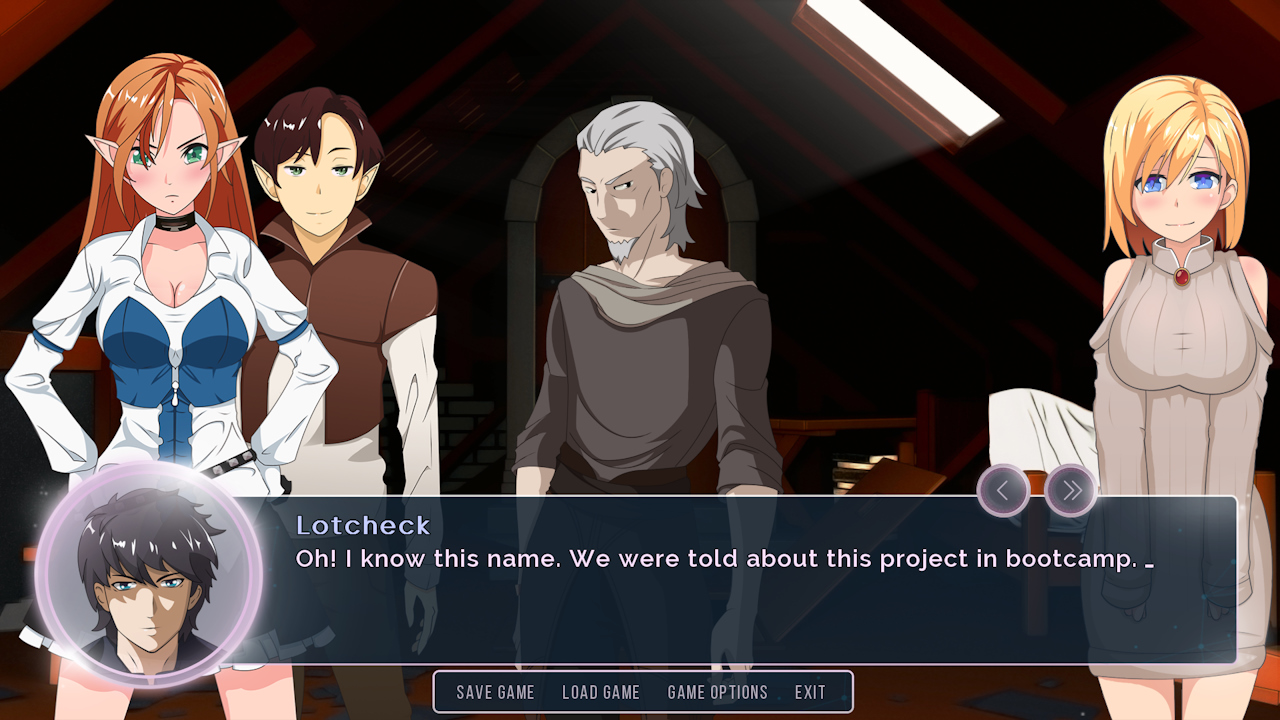 Lotcheck
Oh! I know this name. We were told about this project in bootcamp. _
SAVE GAME LOAD GAME GAME OPTIONS EXIT